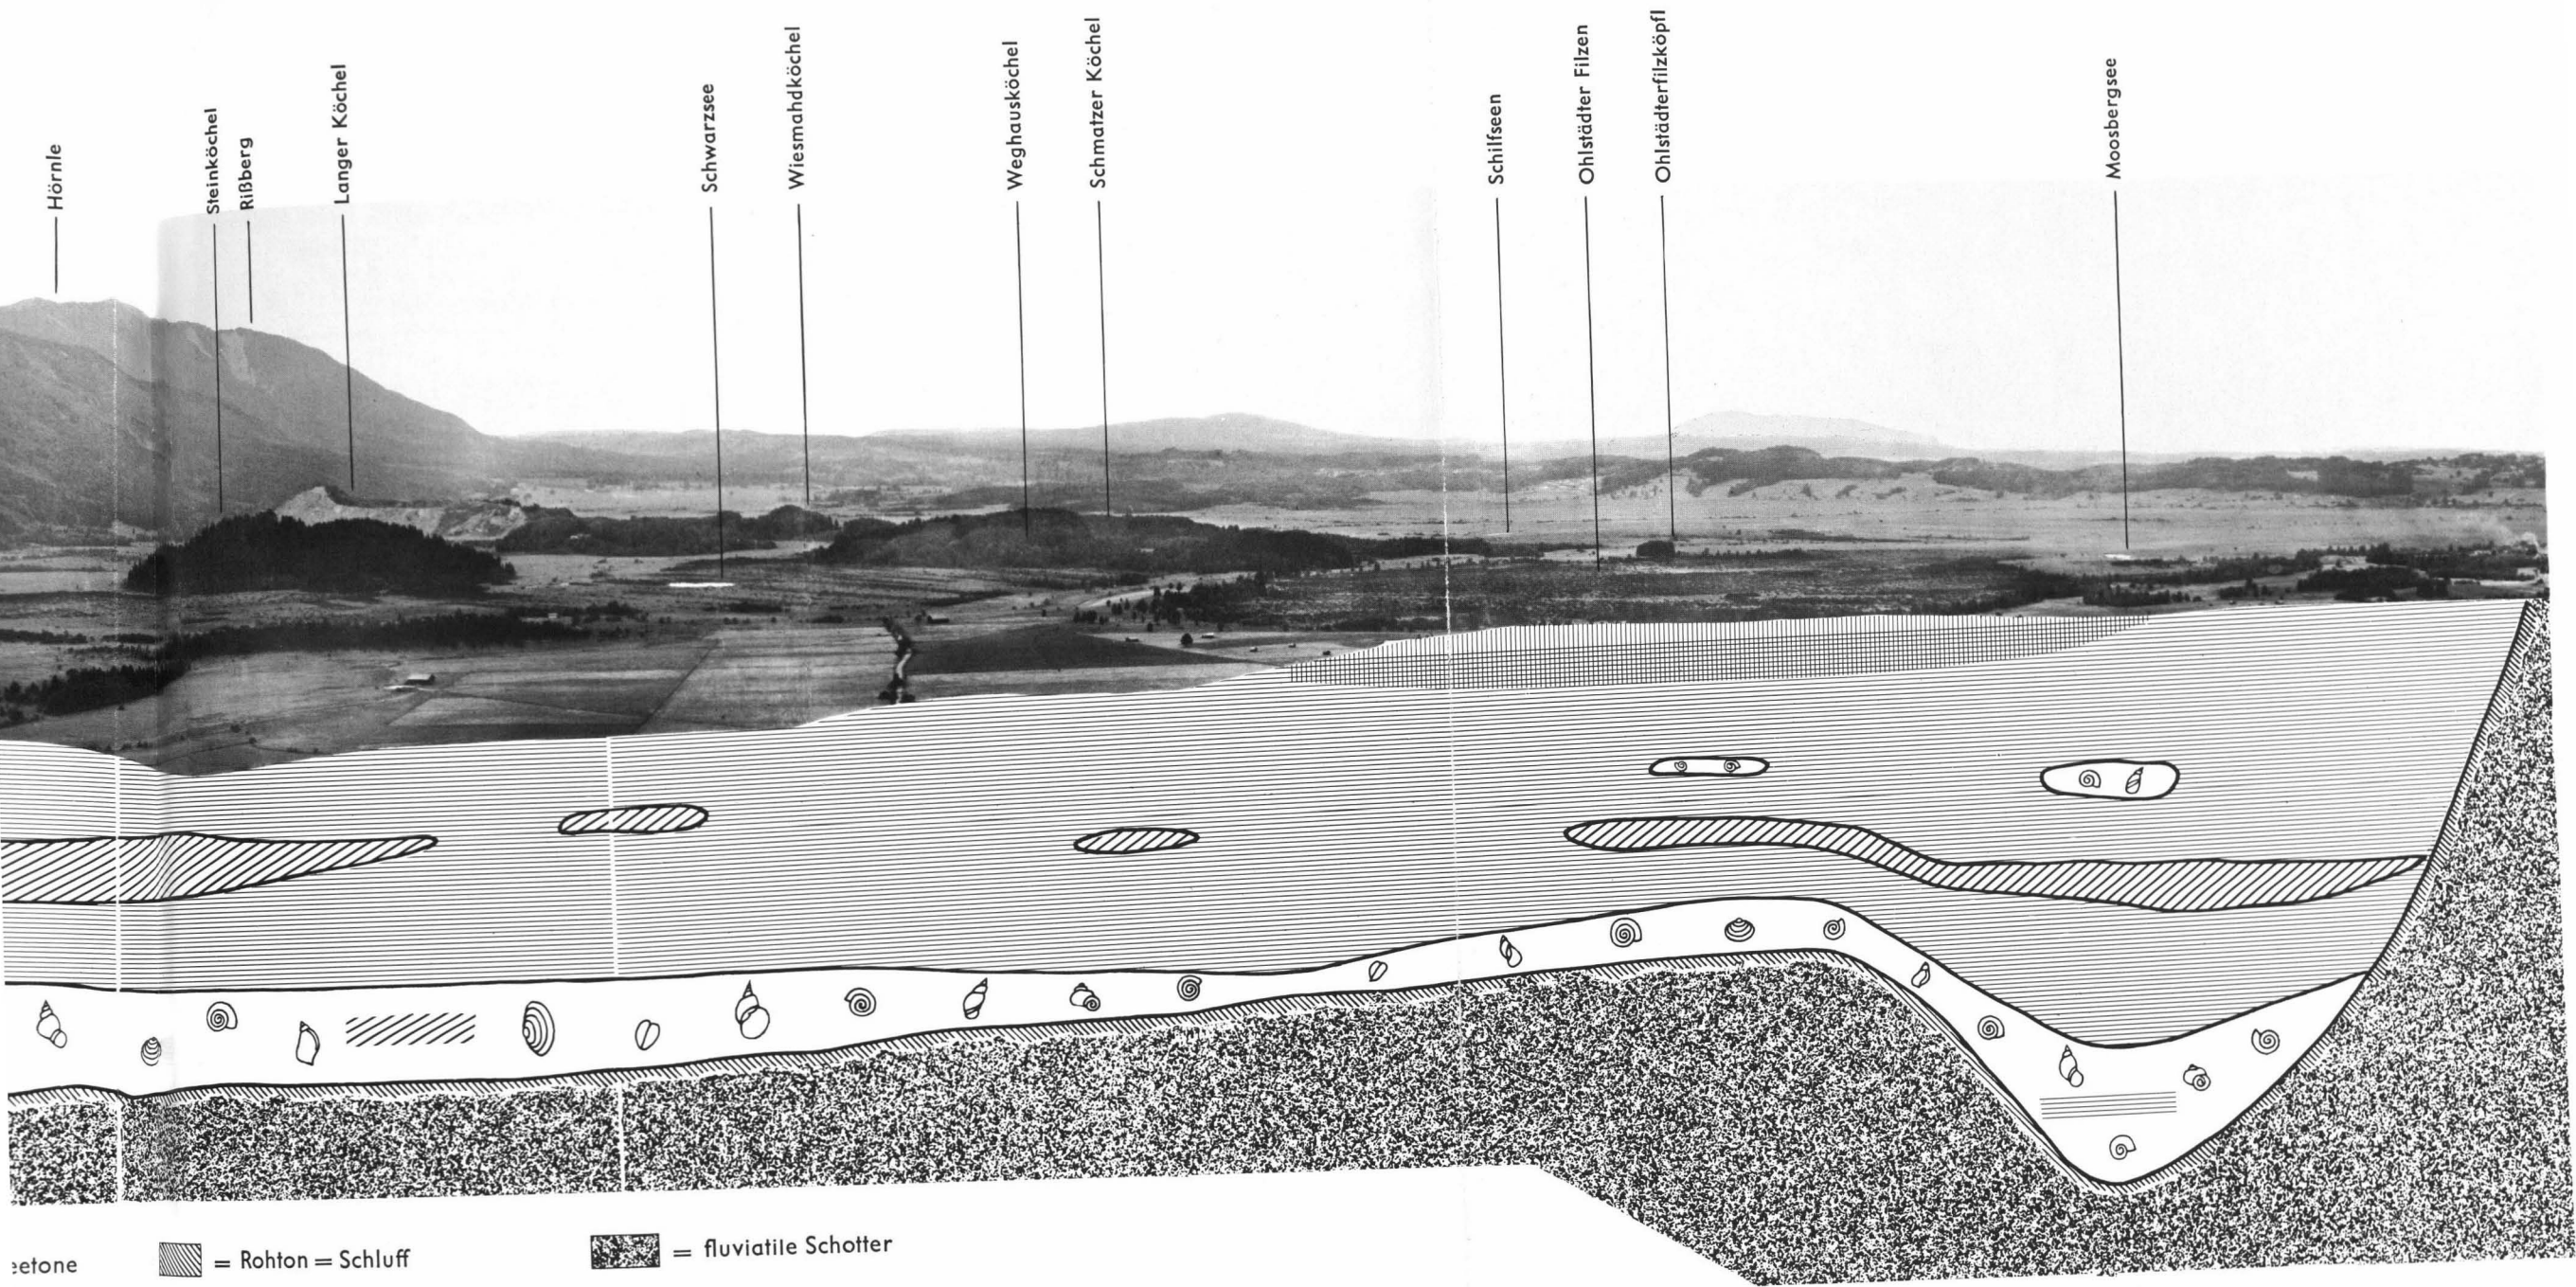 Hörnle
Steinköchel
Rißberg
Langer Köchel
Schwarzsee
Wiesmahdköchel
Weghausköchel
Schmatzer Köchel
Schilfseen
Ohlstädter Filzen
Ohlstädterfilzköpfl
Moosbergsee
eetone
= Rohton = Schluff
= fluviatile Schotter